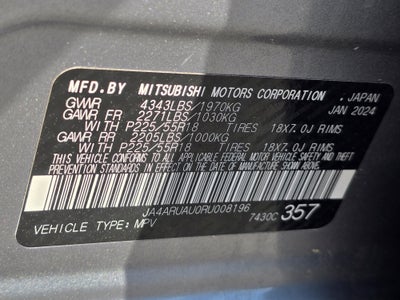 MFD.BY MITSUBISHI MOTORS CORPORATION , JAPAN
JAN 2024
GVWR 4343LBS/1970KG
GAWR FR 2271LBS/1030KG
WITH P225/55R18 TIRES 18X7.0J RIMS
GAWR RR 2205LBS/1000KG
WITH P225/55R18 TIRES 18X7.0J RIMS
THIS VEHICLE CONFORMS TO ALL APPLICABLE FEDERAL MOTOR VEHICLE SAFETY, BUMPER, AND THEFT
PREVENTION STANDARDS IN EFFECT ON THE DATE OF MANUFACTURE SHOWN ABOVE.
JA4ARUAU0RU008196
VEHICLE TYPE: MPV
7430C 357